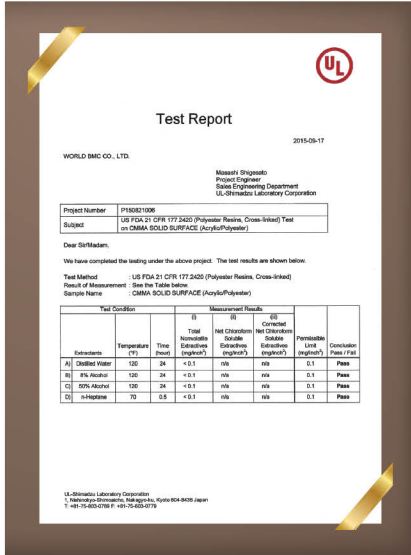 UL
Test Report
2015-09-17
WORLD BMC CO., LTD.
Masashi Shigesato
Project Engineer
Sales Engineering Department
UL-Shimadzu Laboratory Corporation
Project Number P150821006
Subject US FDA 21 CFR 177.2420 (Polyester Resins, Cross-linked) Test
on CMMA SOLID SURFACE (Acrylic/Polyester)
Dear Sir/Madam,
We have completed the testing under the above project. The test results are shown below.
Test Method : US FDA 21 CFR 177.2420 (Polyester Resins, Cross-linked)
Result of Measurement : See the Table below.
Sample Name : CMMA SOLID SURFACE (Acrylic/Polyester)
Test Condition Measurement Results
(i) (ii) (iii)
Extractants Temperature (°F) Time (hour) Total Nonvolatile Extractives (mg/inch²) Net Chloroform Soluble Extractives (mg/inch²) Corrected Net Chloroform Soluble Extractives (mg/inch²) Permissible Limit (mg/inch²) Conclusion Pass / Fail
A) Distilled Water 120 24 < 0.1 n/a n/a 0.1 Pass
B) 8% Alcohol 120 24 < 0.1 n/a n/a 0.1 Pass
C) 50% Alcohol 120 24 < 0.1 n/a n/a 0.1 Pass
D) n-Heptane 70 0.5 < 0.1 n/a n/a 0.1 Pass
UL-Shimadzu Laboratory Corporation
1, Nishinokyo-Shimoaicho, Nakagyo-ku, Kyoto 604-8436 Japan
T: +81-75-803-0769 F: +81-75-803-0779